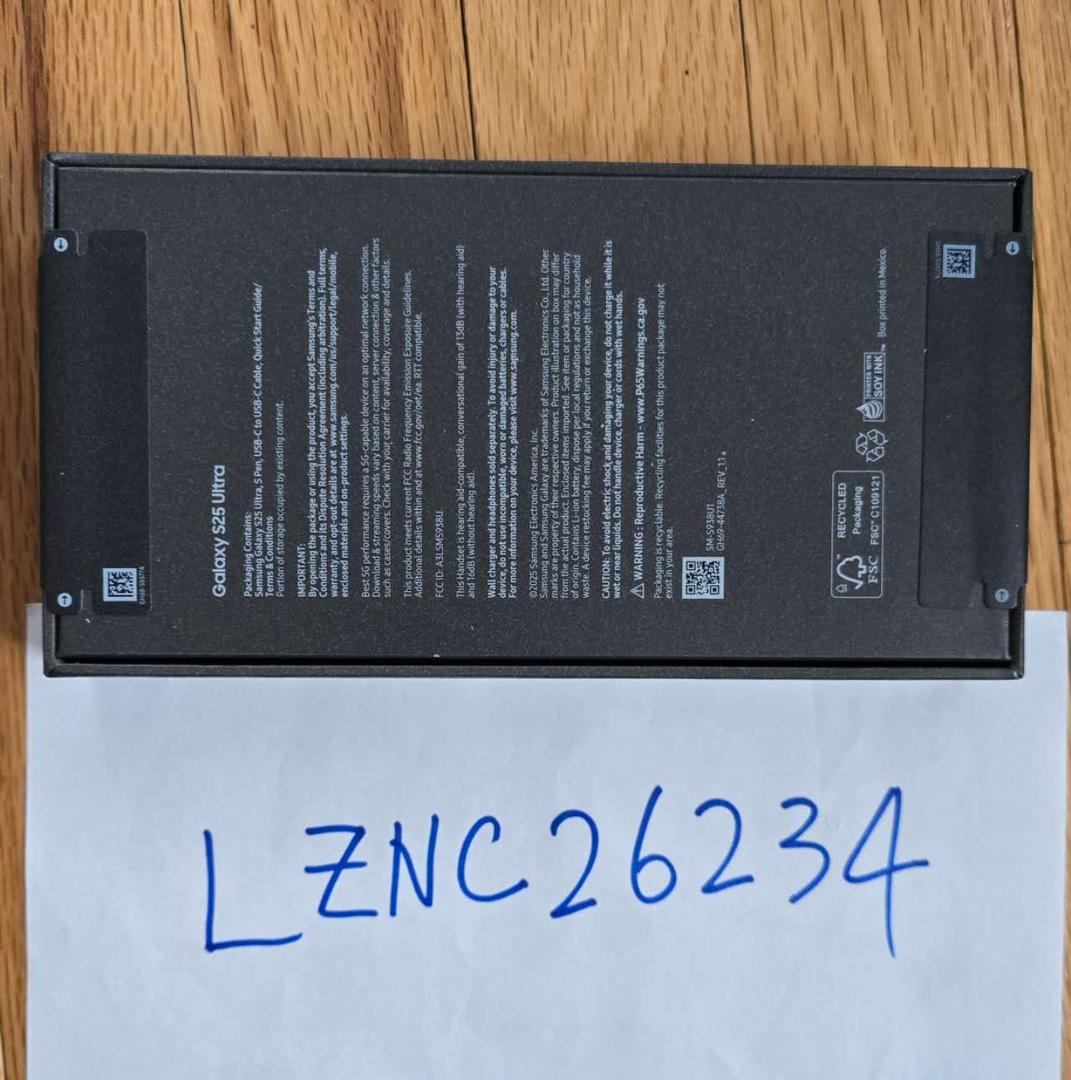 Galaxy S25 Ultra
Packaging Contains:
Samsung Galaxy S25 Ultra, S Pen, USB-C to USB-C Cable, Quick Start Guide/
Terms & Conditions
Portion of storage occupied by existing content.
IMPORTANT:
By opening the package or using the product, you accept Samsung's Terms and
Conditions and its Dispute Resolution Agreement (including arbitration). Full terms,
warranty, and opt-out details are at www.samsung.com/us/support/legal/mobile,
enclosed materials and on-product settings.
Best 5G performance requires a 5G-capable device on an optimal network connection.
Download & streaming speeds vary based on content, server connection & other factors
such as cases/covers. Check with your carrier for availability, coverage and details.
This product meets current FCC Radio Frequency Emission Exposure Guidelines.
Additional details within and at www.fcc.gov/oet/ea. RTT compatible.
FCC ID: A3LSMS938U
This Handset is hearing aid-compatible, conversational gain of 13dB (with hearing aid)
and 16dB (without hearing aid).
Wall charger and headphones sold separately. To avoid injury or damage to your
device, do not use incompatible, worn or damaged batteries, chargers or cables.
For more information on your device, please visit www.samsung.com.
©2025 Samsung Electronics America, Inc.
Samsung and Samsung Galaxy are trademarks of Samsung Electronics Co., Ltd. Other
marks are property of their respective owners. Product illustration on box may differ
from the actual product. Enclosed items imported. See item or packaging for country
of origin. Contains Li-ion battery, dispose per local regulations and not as household
waste. A device restocking fee may apply if you return or exchange this device.
CAUTION: To avoid electric shock and damaging your device, do not charge it while it is
wet or near liquids. Do not handle device, charger or cords with wet hands.
WARNING: Reproductive Harm - www.P65Warnings.ca.gov
Packaging is recyclable. Recycling facilities for this product package may not
exist in your area.
SM-S938U1
GH69-44738A_REV_1.1
FSC
RECYCLED
Packaging
FSC™ C109121
PRINTED WITH
SOY INK™
Box printed in Mexico.
LZNC26234